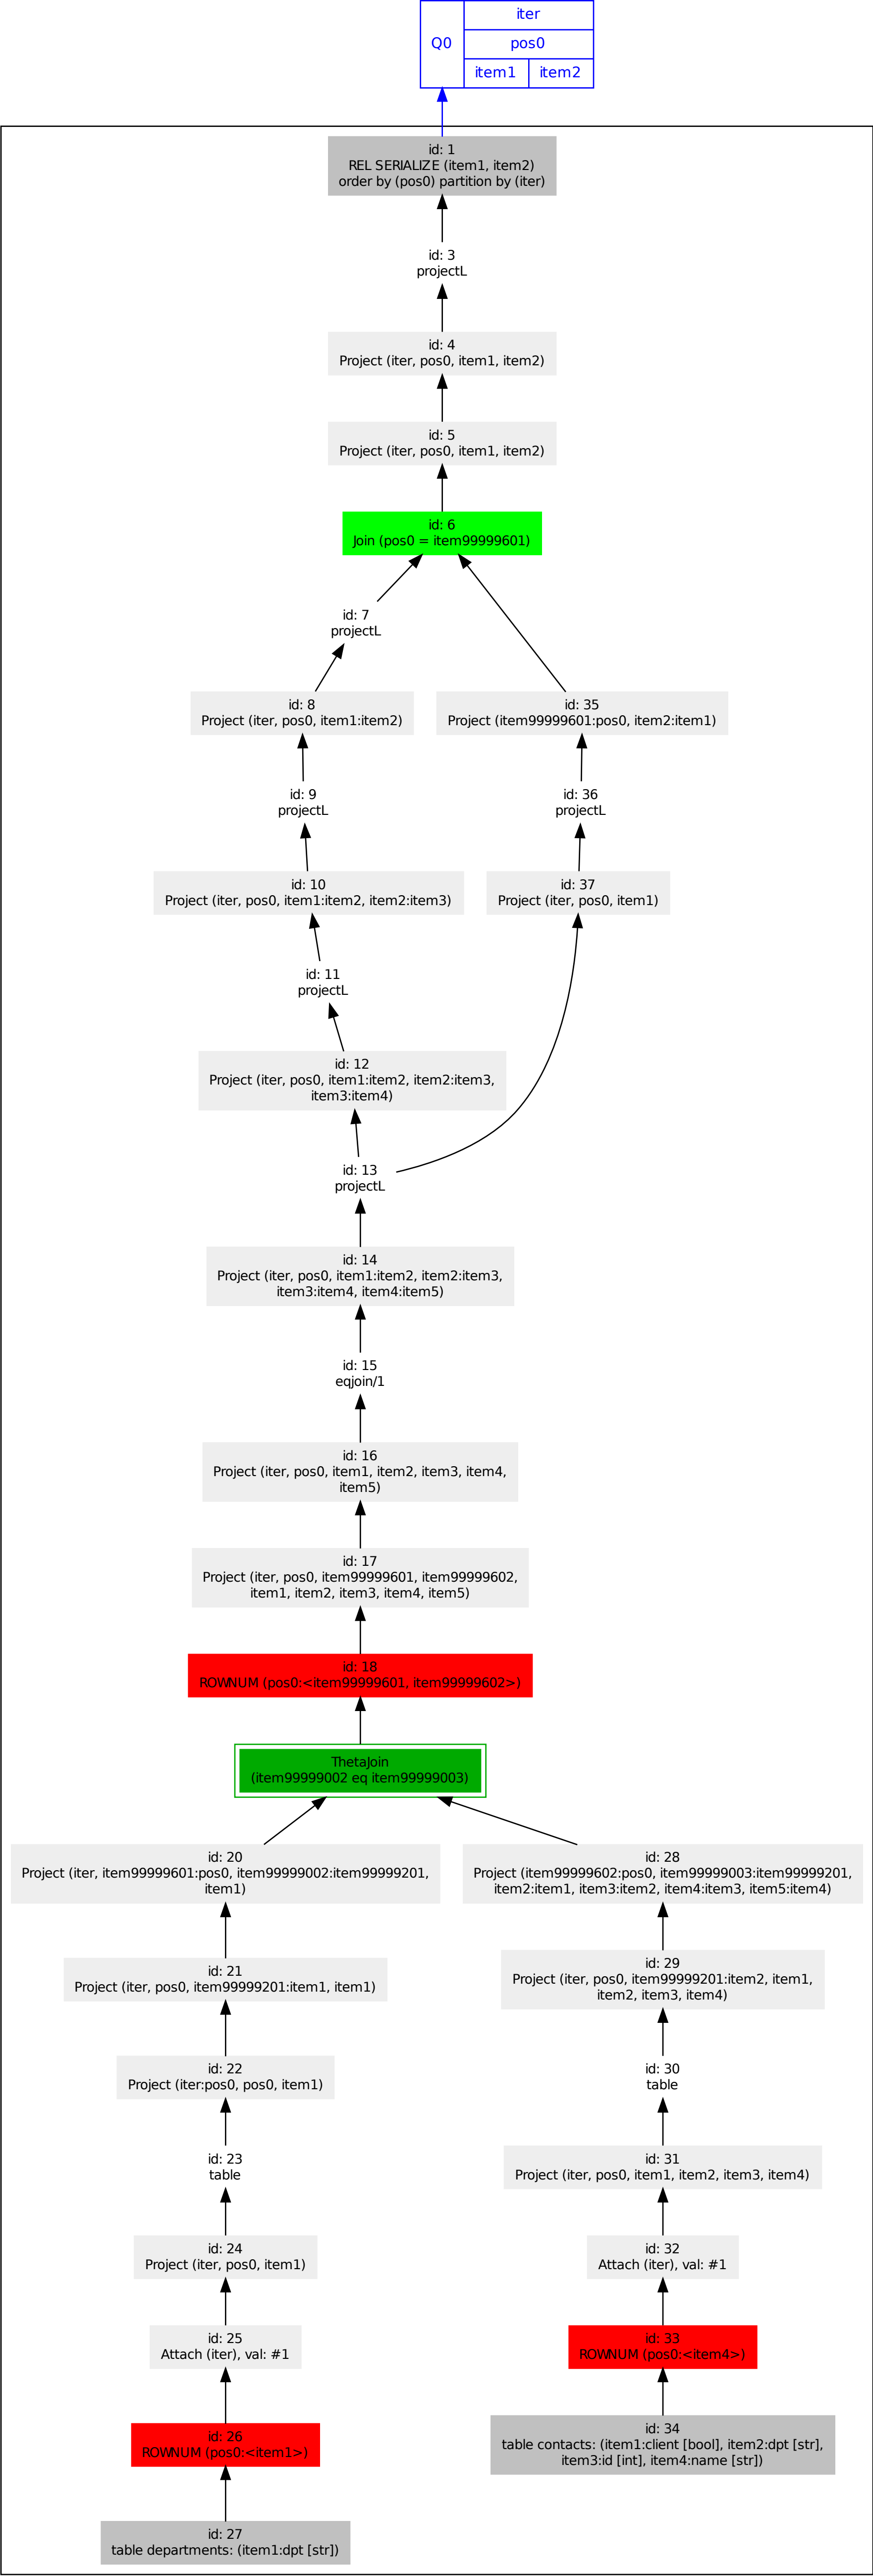 Q0
iter
pos0
item1
item2
id: 1
REL SERIALIZE (item1, item2)
order by (pos0) partition by (iter)
id: 3
projectL
id: 4
Project (iter, pos0, item1, item2)
id: 5
Project (iter, pos0, item1, item2)
id: 6
Join (pos0 = item99999601)
id: 7
projectL
id: 8
Project (iter, pos0, item1:item2)
id: 35
Project (item99999601:pos0, item2:item1)
id: 9
projectL
id: 36
projectL
id: 10
Project (iter, pos0, item1:item2, item2:item3)
id: 37
Project (iter, pos0, item1)
id: 11
projectL
id: 12
Project (iter, pos0, item1:item2, item2:item3,
item3:item4)
id: 13
projectL
id: 14
Project (iter, pos0, item1:item2, item2:item3,
item3:item4, item4:item5)
id: 15
eqjoin/1
id: 16
Project (iter, pos0, item1, item2, item3, item4,
item5)
id: 17
Project (iter, pos0, item99999601, item99999602,
item1, item2, item3, item4, item5)
id: 18
ROWNUM (pos0:<item99999601, item99999602>)
ThetaJoin
(item99999002 eq item99999003)
id: 20
Project (iter, item99999601:pos0, item99999002:item99999201,
item1)
id: 28
Project (item99999602:pos0, item99999003:item99999201,
item2:item1, item3:item2, item4:item3, item5:item4)
id: 21
Project (iter, pos0, item99999201:item1, item1)
id: 29
Project (iter, pos0, item99999201:item2, item1,
item2, item3, item4)
id: 22
Project (iter:pos0, pos0, item1)
id: 30
table
id: 23
table
id: 31
Project (iter, pos0, item1, item2, item3, item4)
id: 24
Project (iter, pos0, item1)
id: 32
Attach (iter), val: #1
id: 25
Attach (iter), val: #1
id: 33
ROWNUM (pos0:<item4>)
id: 26
ROWNUM (pos0:<item1>)
id: 34
table contacts: (item1:client [bool], item2:dpt [str],
item3:id [int], item4:name [str])
id: 27
table departments: (item1:dpt [str])